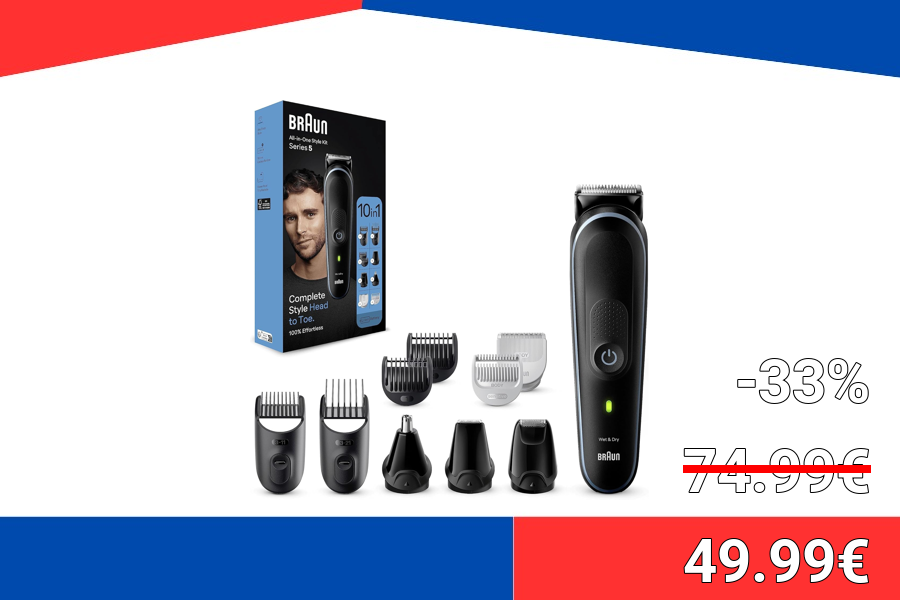 BRAUN
All-in-One Style Kit
Series 5
10in1
BRAUN
Complete
Style Head
to Toe.
100% Effortless
-33%
Wet & Dry
BRAUN
74.99€
49.99€